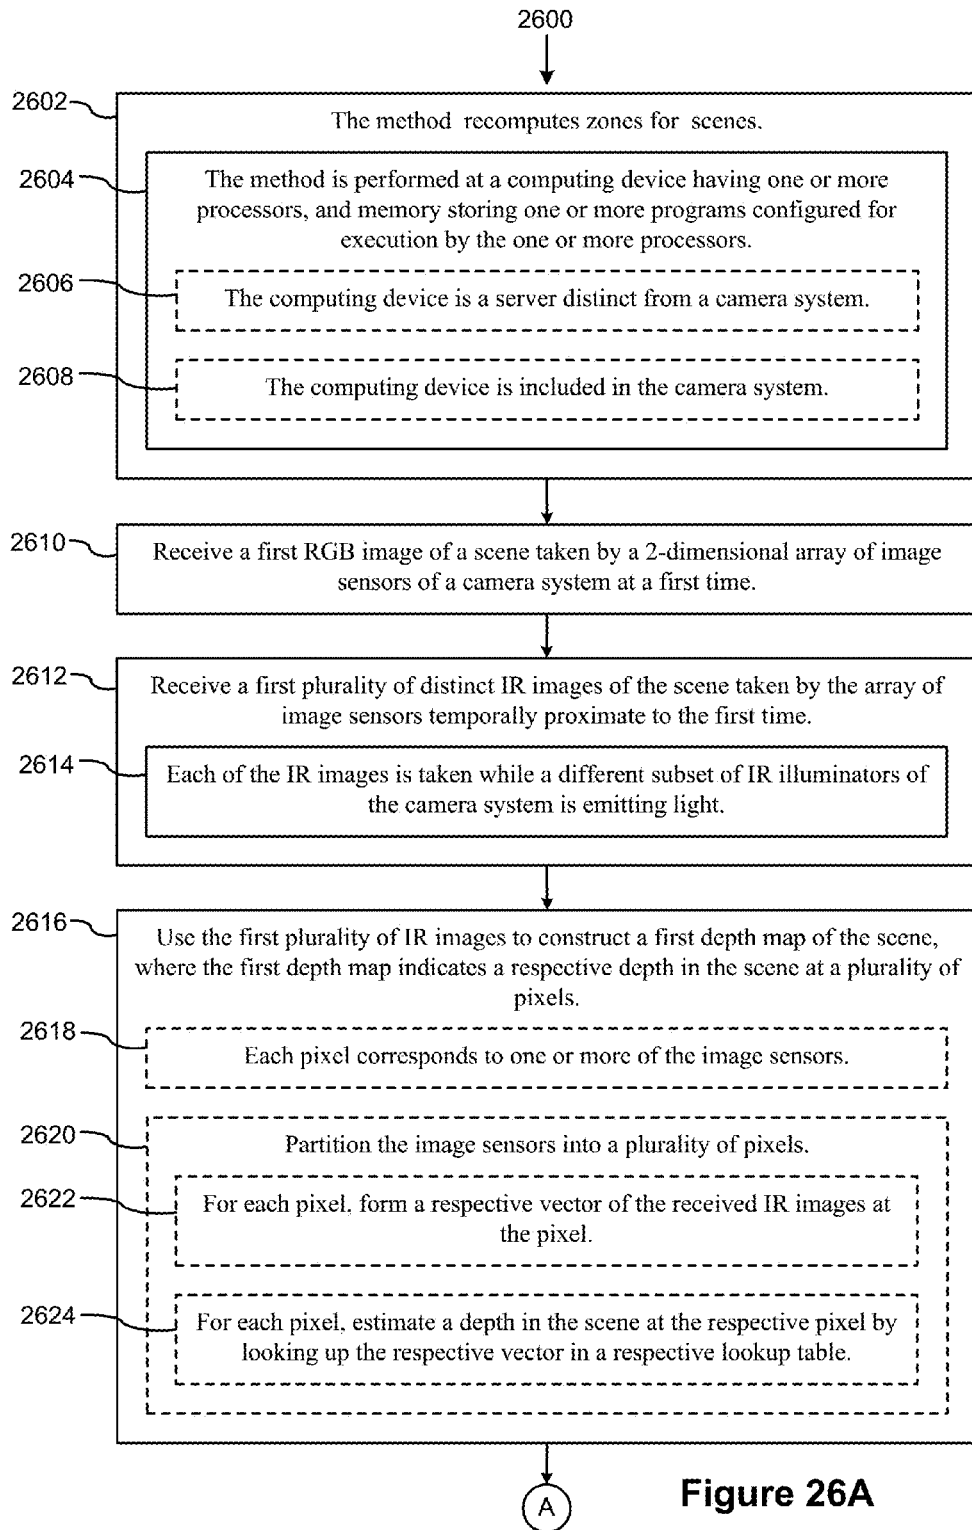 2600
2602
The method recomputes zones for scenes.
2604
The method is performed at a computing device having one or more
processors, and memory storing one or more programs configured for
execution by the one or more processors.
2606
The computing device is a server distinct from a camera system.
2608
The computing device is included in the camera system.
2610
Receive a first RGB image of a scene taken by a 2-dimensional array of image
sensors of a camera system at a first time.
2612
Receive a first plurality of distinct IR images of the scene taken by the array of
image sensors temporally proximate to the first time.
2614
Each of the IR images is taken while a different subset of IR illuminators of
the camera system is emitting light.
2616
Use the first plurality of IR images to construct a first depth map of the scene,
where the first depth map indicates a respective depth in the scene at a plurality of
pixels.
2618
Each pixel corresponds to one or more of the image sensors.
2620
Partition the image sensors into a plurality of pixels.
2622
For each pixel, form a respective vector of the received IR images at
the pixel.
2624
For each pixel, estimate a depth in the scene at the respective pixel by
looking up the respective vector in a respective lookup table.
A
Figure 26A